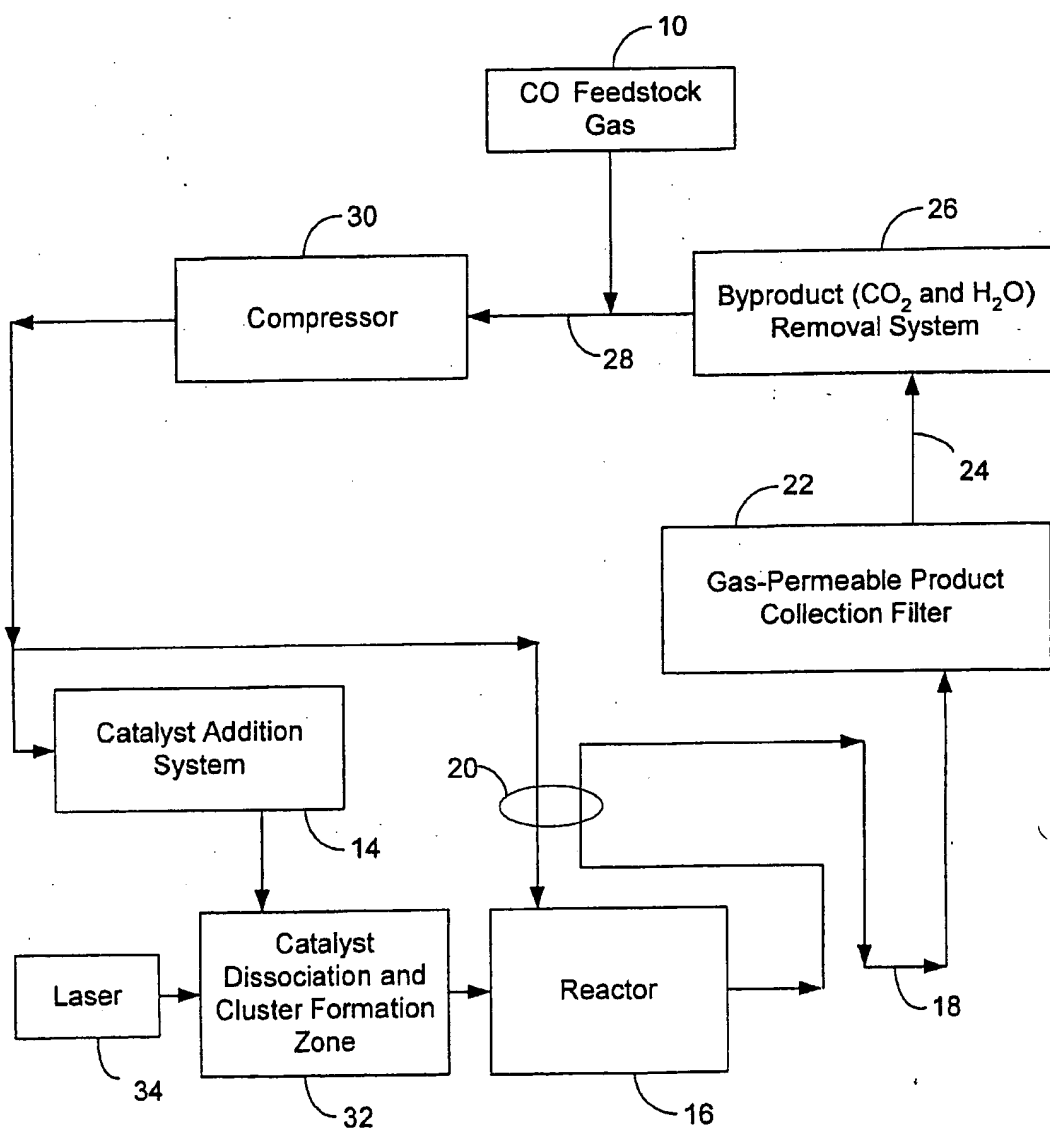 10
CO Feedstock
Gas
30
26
Compressor
Byproduct (CO₂ and H₂O)
Removal System
28
24
22
Gas-Permeable Product
Collection Filter
Catalyst Addition
System
20
14
Catalyst
Dissociation and
Cluster Formation
Zone
Laser
Reactor
18
34
32
16